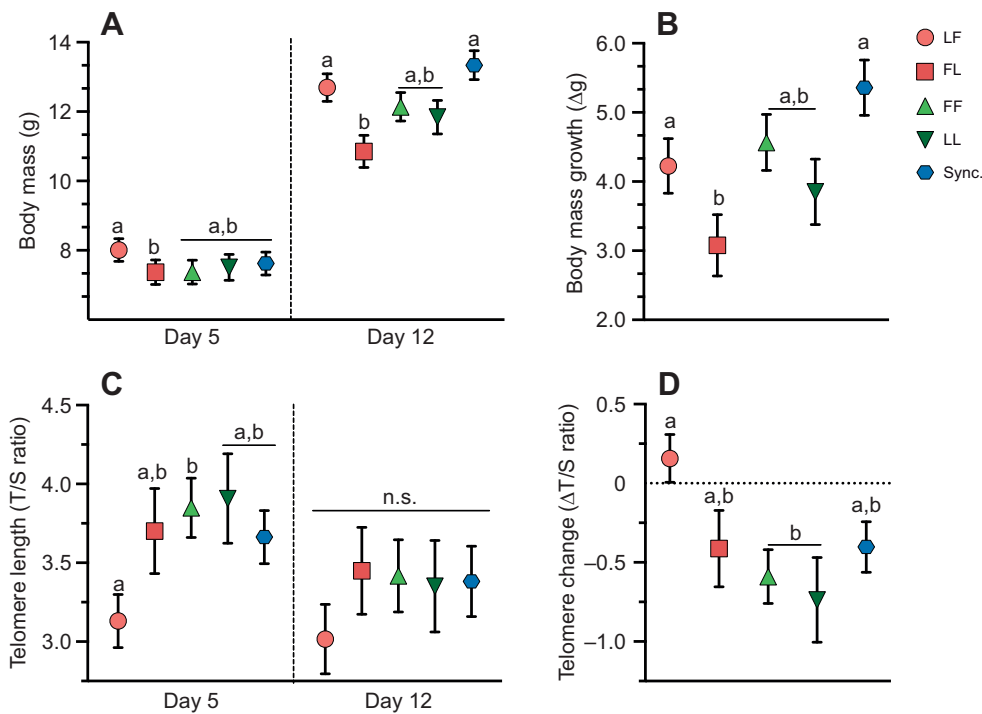 A
Body mass (g)
14
12
10
8
a
b
a,b
a
b
a,b
a
Day 5
Day 12
B
Body mass growth (Δg)
6.0
5.0
4.0
3.0
2.0
a
b
a,b
a
LF
FL
FF
LL
Sync.
C
Telomere length (T/S ratio)
4.5
4.0
3.5
3.0
a
a,b
b
a,b
n.s.
Day 5
Day 12
D
Telomere change (ΔT/S ratio)
0.5
0
–0.5
–1.0
a
a,b
b
a,b